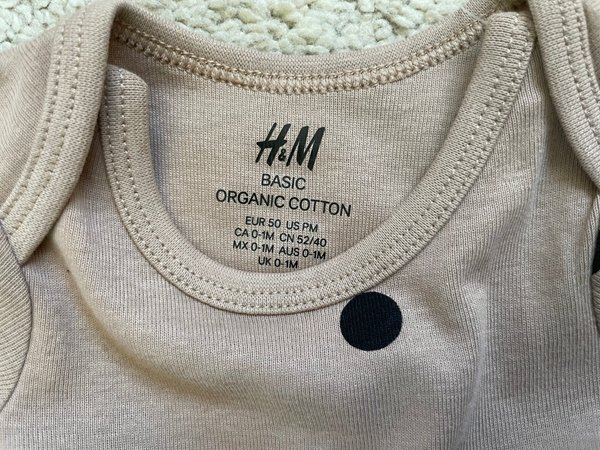 H&M
BASIC
ORGANIC COTTON
EUR 50 US PM
CA 0-1M CN 52/40
MX 0-1M AUS 0-1M
UK 0-1M